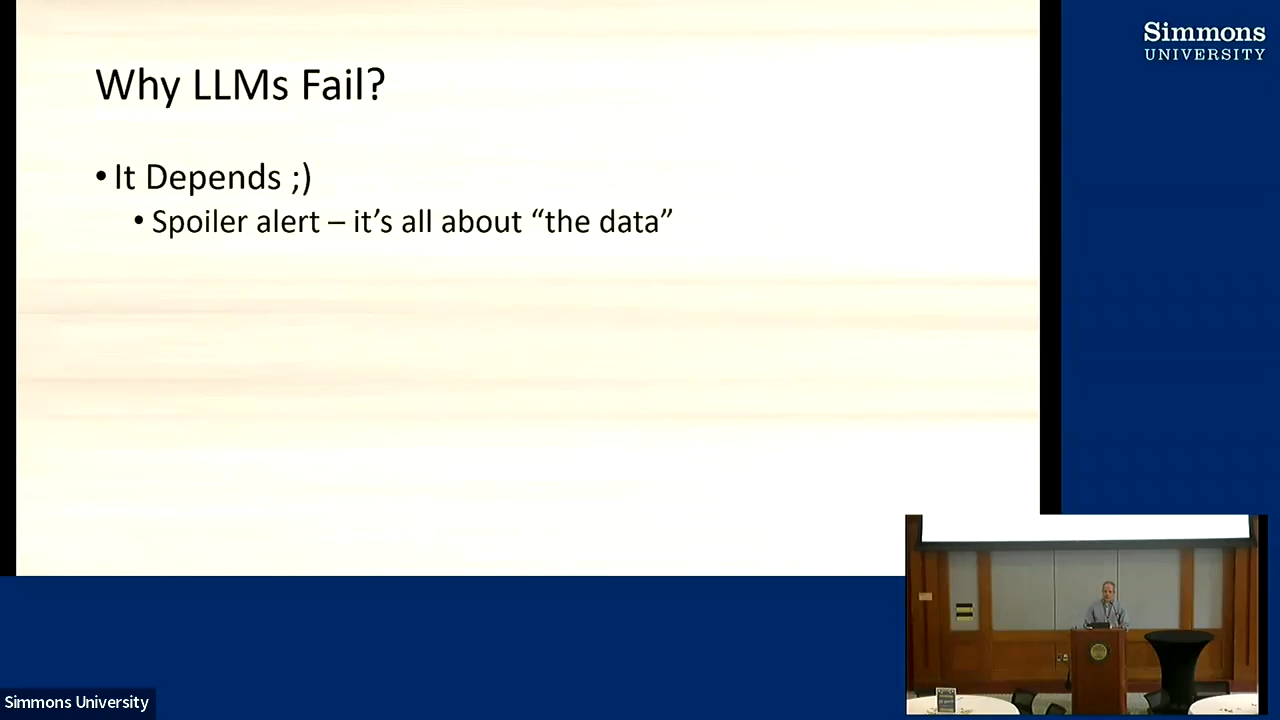 Why LLMs Fail?
• It Depends ;)
• Spoiler alert – it’s all about “the data”
Simmons
UNIVERSITY
Simmons University